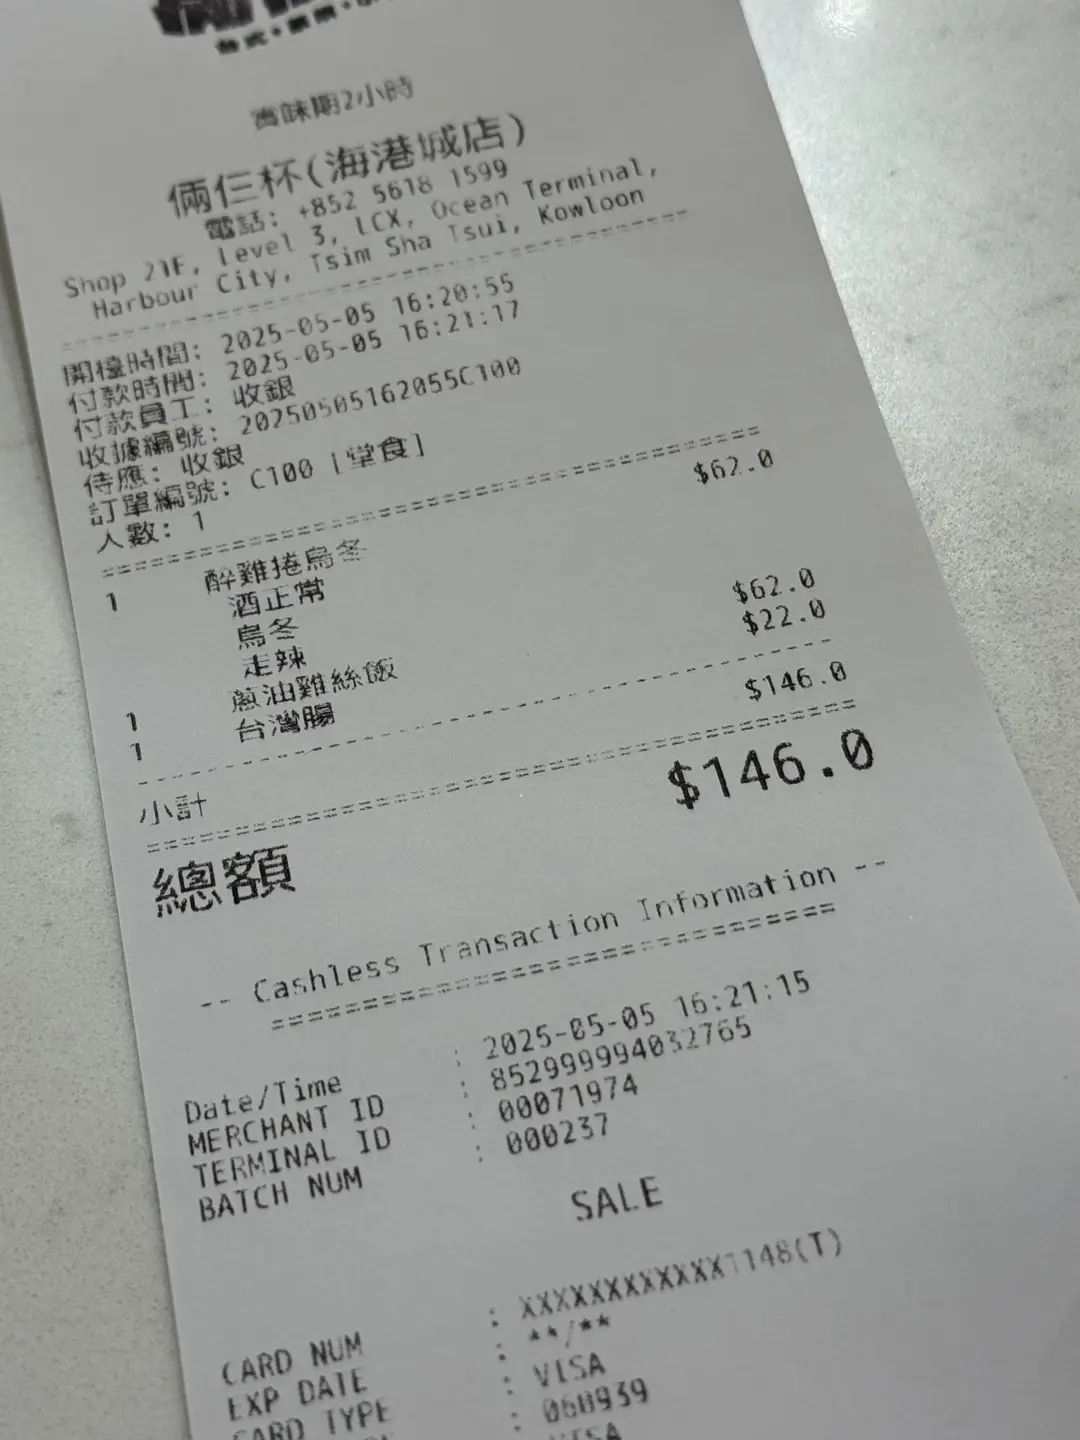 賞味期2小時
倆仨杯(海港城店)
電話: +852 5618 1599
Shop 21E, Level 3, LCX, Ocean Terminal,
Harbour City, Tsim Sha Tsui, Kowloon
開檯時間: 2025-05-05 16:20:55
付款時間: 2025-05-05 16:21:17
付款員工: 收銀
收據編號: 20250505162055C100
侍應: 收銀
訂單編號: C100 [堂食]
人數: 1
1 醉雞捲烏冬 $62.0
酒正常
烏冬
走辣
1 蔥油雞絲飯 $62.0
1 台灣腸 $22.0
小計 $146.0
總額 $146.0
-- Cashless Transaction Information --
Date/Time : 2025-05-05 16:21:15
MERCHANT ID : 852999994032765
TERMINAL ID : 00071974
BATCH NUM : 000237
SALE
CARD NUM : XXXXXXXXXXXX1148(T)
EXP DATE : **/**
CARD TYPE : VISA
VISA